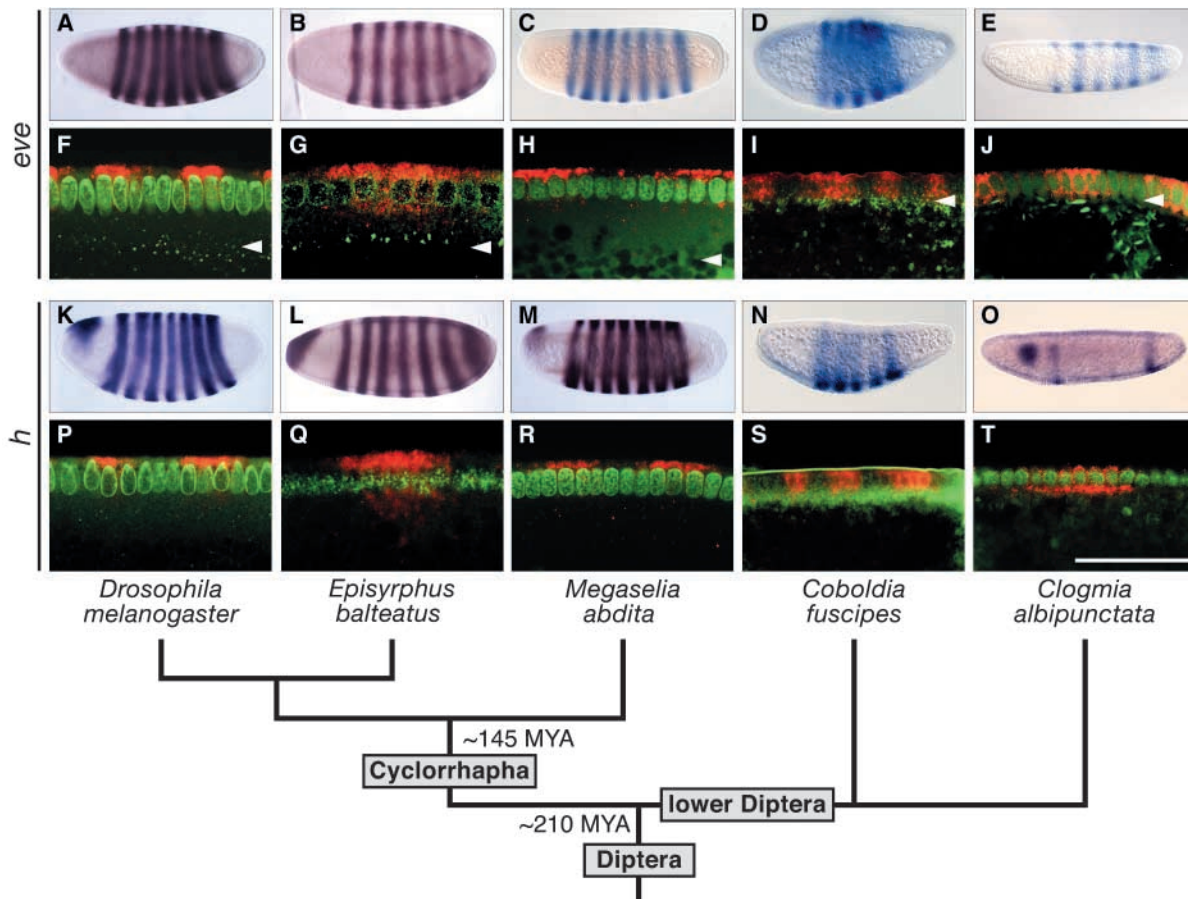 A B C D E
eve
F G H I J
K L M N O
h
P Q R S T
Drosophila melanogaster
Episyrphus balteatus
Megaselia abdita
Coboldia fuscipes
Clogmia albipunctata
~145 MYA
Cyclorrhapha
lower Diptera
~210 MYA
Diptera